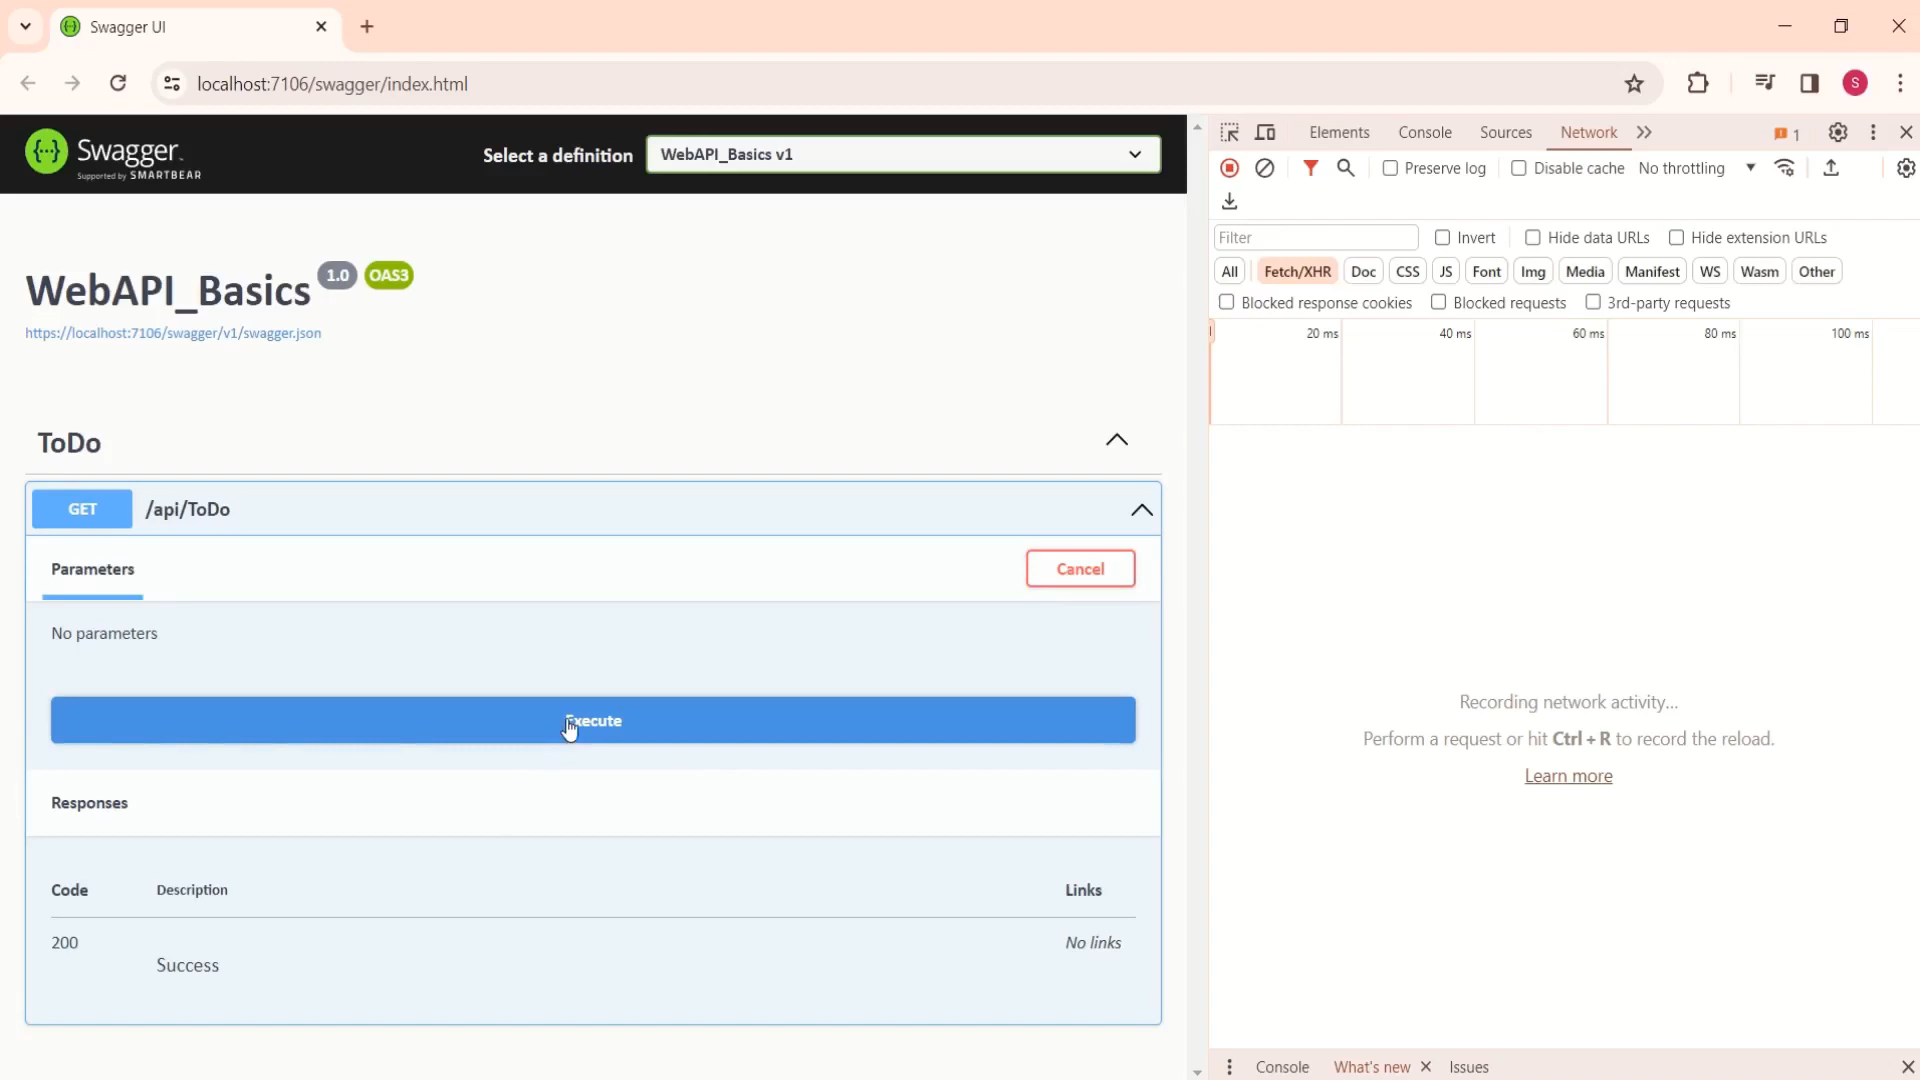 Swagger UI
localhost:7106/swagger/index.html
S
Swagger
Supported by SMARTBEAR
Select a definition
WebAPI_Basics v1
WebAPI_Basics 1.0 OAS3
https://localhost:7106/swagger/v1/swagger.json
ToDo
GET /api/ToDo
Parameters
Cancel
No parameters
Execute
Responses
Code Description Links
200 No links
Success
Elements Console Sources Network 1
Preserve log Disable cache No throttling
Filter Invert Hide data URLs Hide extension URLs
All Fetch/XHR Doc CSS JS Font Img Media Manifest WS Wasm Other
Blocked response cookies Blocked requests 3rd-party requests
20 ms 40 ms 60 ms 80 ms 100 ms
Recording network activity...
Perform a request or hit Ctrl + R to record the reload.
Learn more
Console What's new Issues